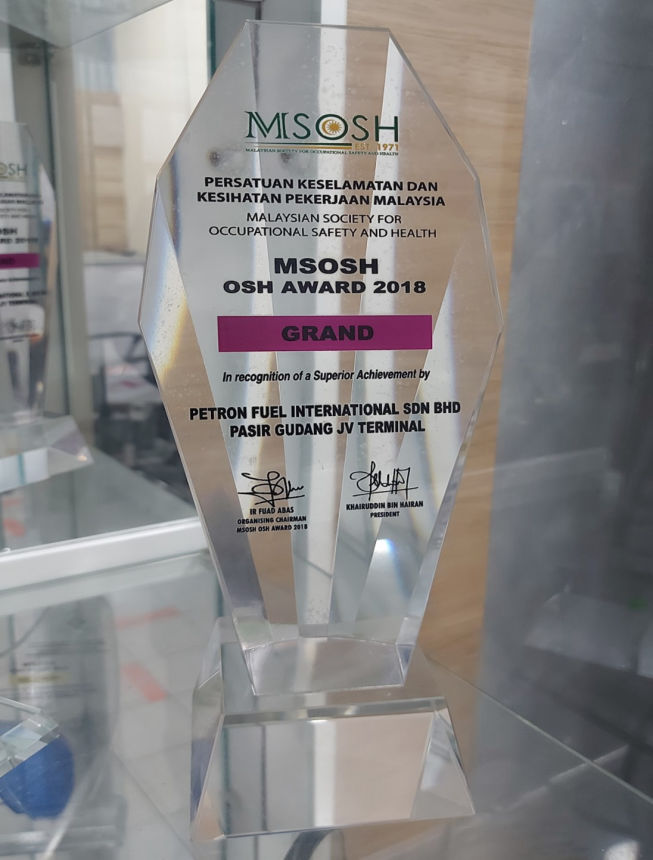 MSOSH
EST. 1971
MALAYSIAN SOCIETY FOR OCCUPATIONAL SAFETY AND HEALTH
PERSATUAN KESELAMATAN DAN
KESIHATAN PEKERJAAN MALAYSIA
MALAYSIAN SOCIETY FOR
OCCUPATIONAL SAFETY AND HEALTH
MSOSH
OSH AWARD 2018
GRAND
In recognition of a Superior Achievement by
PETRON FUEL INTERNATIONAL SDN BHD
PASIR GUDANG JV TERMINAL
IR FUAD ABAS
ORGANISING CHAIRMAN
MSOSH OSH AWARD 2018
KHAIRUDDIN BIN HAIRAN
PRESIDENT